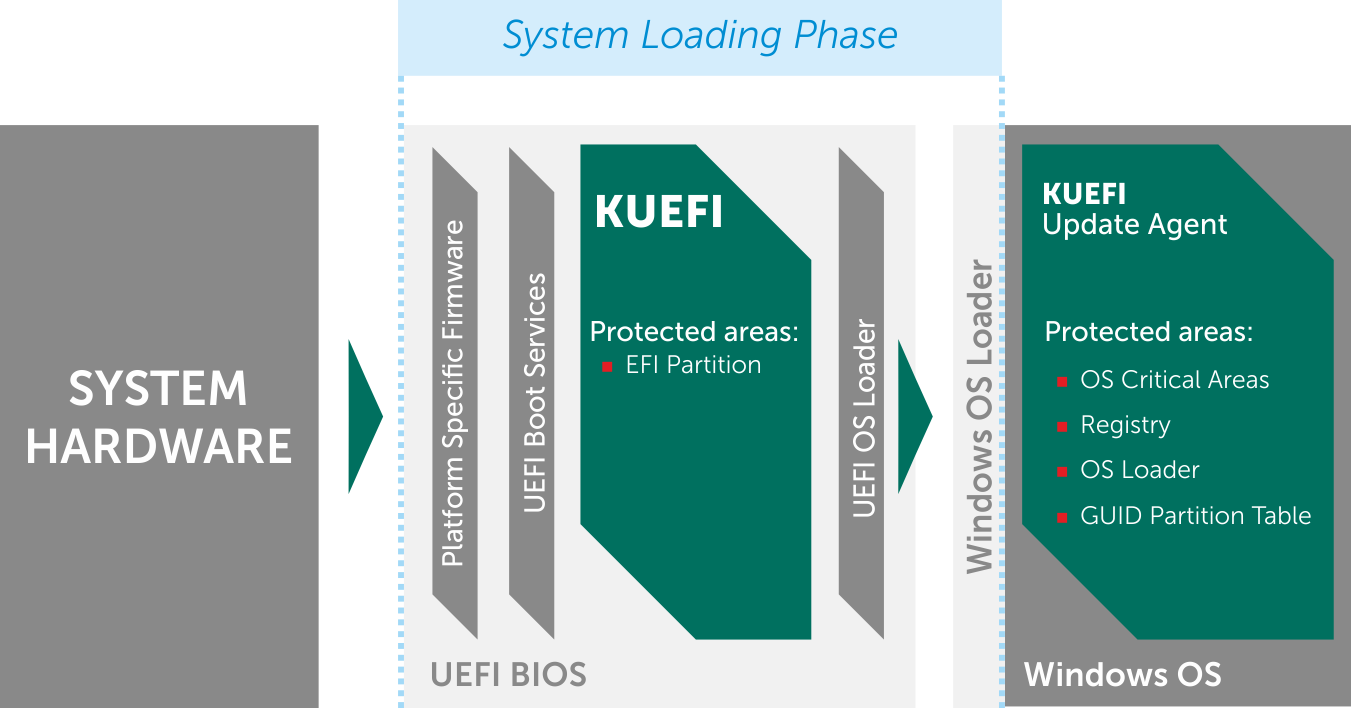 System Loading Phase
SYSTEM
HARDWARE
Platform Specific Firmware
UEFI Boot Services
KUEFI
Protected areas:
EFI Partition
UEFI OS Loader
UEFI BIOS
Windows OS Loader
KUEFI
Update Agent
Protected areas:
OS Critical Areas
Registry
OS Loader
GUID Partition Table
Windows OS